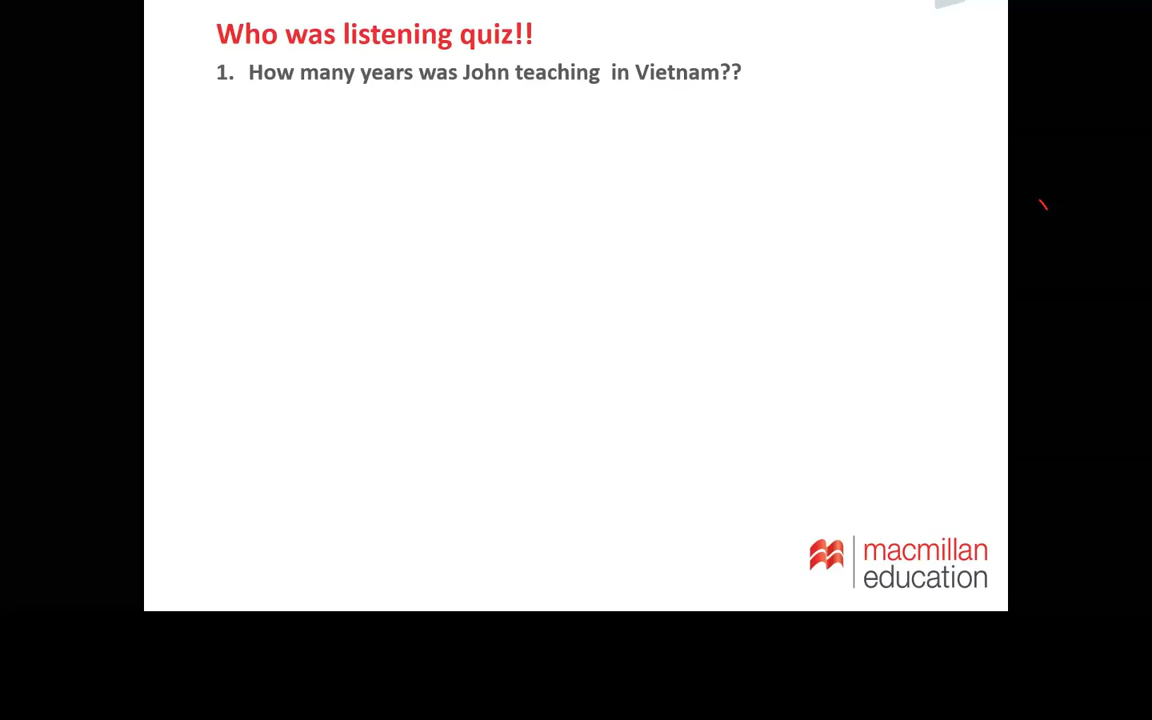 Who was listening quiz!!
1. How many years was John teaching in Vietnam??
macmillan
education